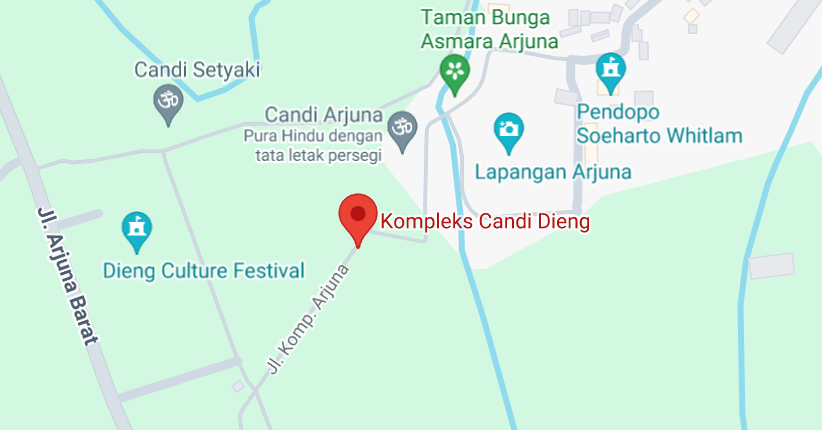 Taman Bunga
Asmara Arjuna
Candi Setyaki
Candi Arjuna
Pura Hindu dengan
tata letak persegi
Pendopo
Soeharto Whitlam
Lapangan Arjuna
Kompleks Candi Dieng
Jl. Arjuna Barat
Dieng Culture Festival
Jl. Komp. Arjuna